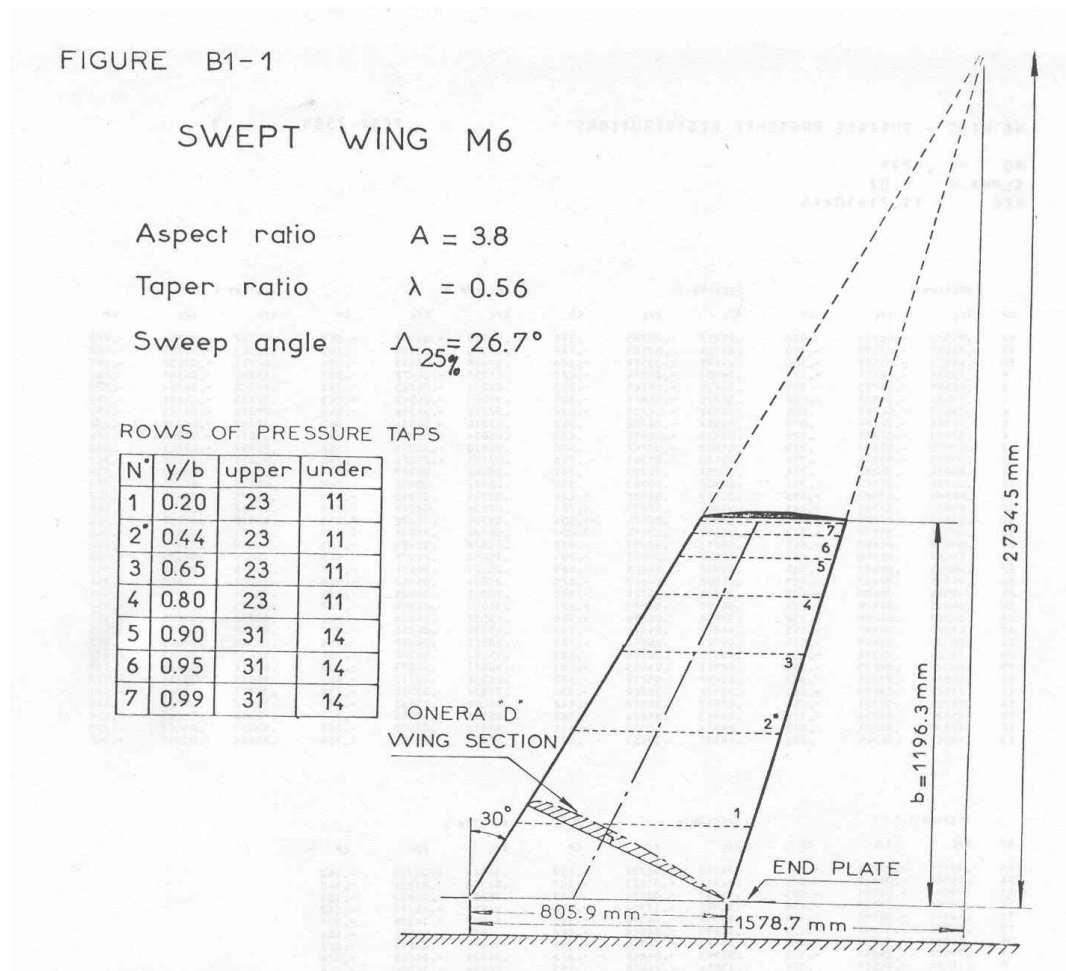 FIGURE B1-1
SWEPT WING M6
Aspect ratio A = 3.8
Taper ratio λ = 0.56
Sweep angle Λ25% = 26.7°
ROWS OF PRESSURE TAPS
N° y/b upper under
1 0.20 23 11
2* 0.44 23 11
3 0.65 23 11
4 0.80 23 11
5 0.90 31 14
6 0.95 31 14
7 0.99 31 14
ONERA "D"
WING SECTION
30°
7
6
5
4
3
2*
1
b=1196.3mm
2734.5 mm
END PLATE
805.9 mm
1578.7 mm